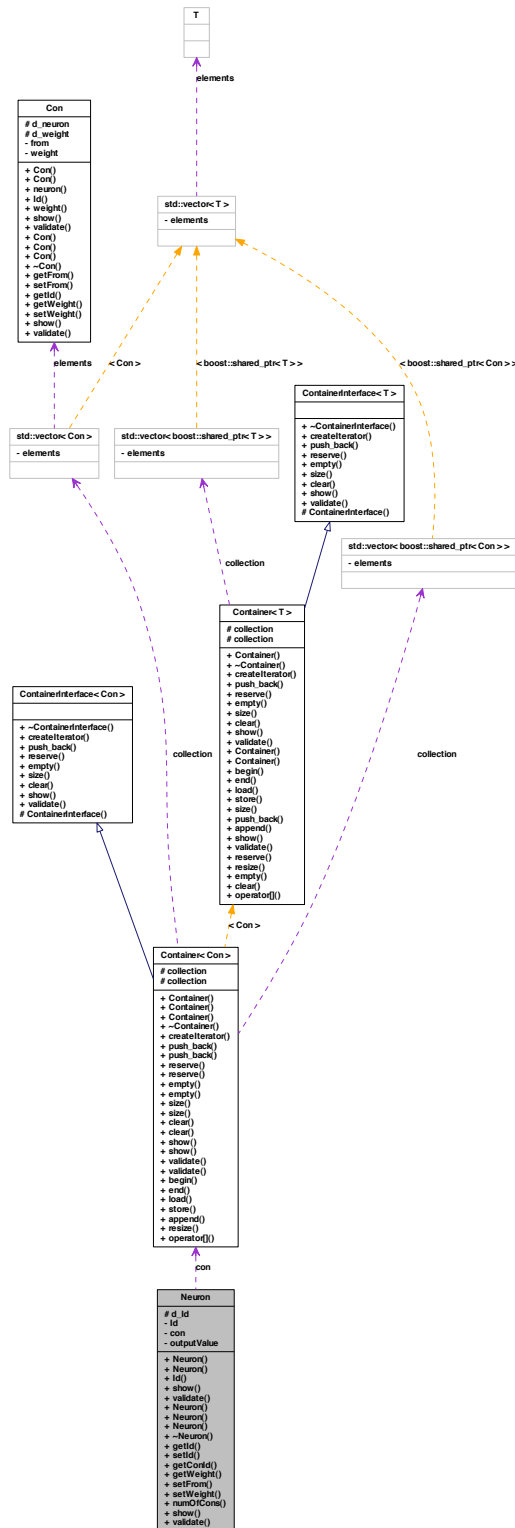 T
elements
Con
# d_neuron
# d_weight
- from
- weight
+ Con()
+ Con()
+ neuron()
+ Id()
+ weight()
+ show()
+ validate()
+ Con()
+ Con()
+ Con()
+ ~Con()
+ getFrom()
+ setFrom()
+ getId()
+ getWeight()
+ setWeight()
+ show()
+ validate()
std::vector< T >
- elements
elements
< Con >
< boost::shared_ptr< T > >
< boost::shared_ptr< Con > >
ContainerInterface< T >
+ ~ContainerInterface()
+ createIterator()
+ push_back()
+ reserve()
+ empty()
+ size()
+ clear()
+ show()
+ validate()
# ContainerInterface()
std::vector< Con >
- elements
std::vector< boost::shared_ptr< T > >
- elements
std::vector< boost::shared_ptr< Con > >
- elements
collection
Container< T >
# collection
# collection
+ Container()
+ ~Container()
+ createIterator()
+ push_back()
+ reserve()
+ empty()
+ size()
+ clear()
+ show()
+ validate()
+ Container()
+ Container()
+ begin()
+ end()
+ load()
+ store()
+ size()
+ push_back()
+ append()
+ show()
+ validate()
+ reserve()
+ resize()
+ empty()
+ clear()
+ operator[]()
ContainerInterface< Con >
+ ~ContainerInterface()
+ createIterator()
+ push_back()
+ reserve()
+ empty()
+ size()
+ clear()
+ show()
+ validate()
# ContainerInterface()
collection
collection
< Con >
Container< Con >
# collection
# collection
+ Container()
+ Container()
+ Container()
+ ~Container()
+ createIterator()
+ push_back()
+ push_back()
+ reserve()
+ reserve()
+ empty()
+ empty()
+ size()
+ size()
+ clear()
+ clear()
+ show()
+ show()
+ validate()
+ validate()
+ begin()
+ end()
+ load()
+ store()
+ append()
+ resize()
+ operator[]()
con
Neuron
# d_Id
- Id
- con
- outputValue
+ Neuron()
+ Neuron()
+ Id()
+ show()
+ validate()
+ Neuron()
+ Neuron()
+ Neuron()
+ ~Neuron()
+ getId()
+ setId()
+ getConId()
+ getWeight()
+ setFrom()
+ setWeight()
+ numOfCons()
+ show()
+ validate()